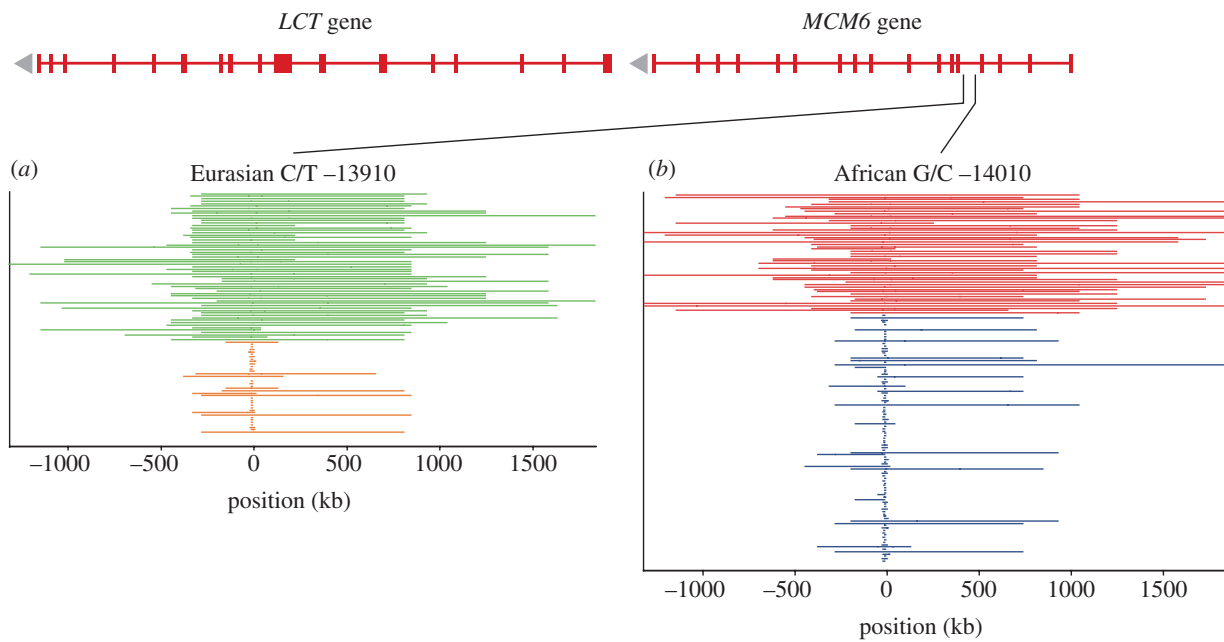 LCT gene
MCM6 gene
(a)
Eurasian C/T –13910
(b)
African G/C –14010
–1000 –500 0 500 1000 1500
position (kb)
–1000 –500 0 500 1000 1500
position (kb)